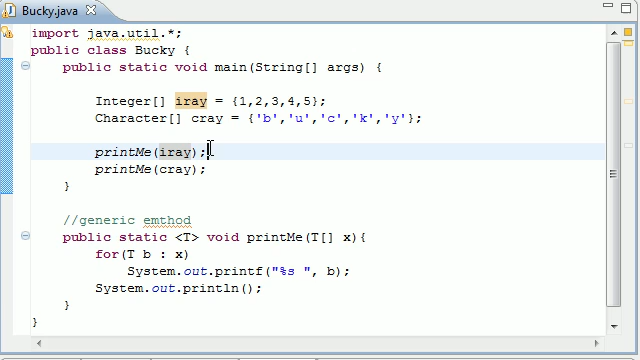 Bucky.java
import java.util.*;
public class Bucky {
public static void main(String[] args) {
Integer[] iray = {1,2,3,4,5};
Character[] cray = {'b','u','c','k','y'};
printMe(iray);
printMe(cray);
}
//generic emthod
public static <T> void printMe(T[] x){
for(T b : x)
System.out.printf("%s ", b);
System.out.println();
}
}